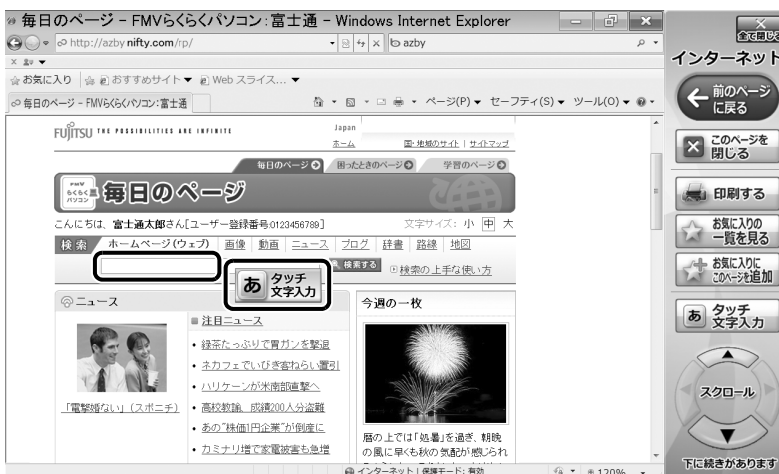 毎日のページ - FMVらくらくパソコン:富士通 - Windows Internet Explorer
http://azby.nifty.com/rp/
azby
お気に入り おすすめサイト▼ Web スライス...▼
毎日のページ - FMVらくらくパソコン:富士通
ページ(P)▼ セーフティ(S)▼ ツール(O)▼
FUJITSU THE POSSIBILITIES ARE INFINITE
Japan
ホーム 国・地域のサイト | サイトマップ
毎日のページ 困ったときのページ 学習のページ
FMV らくらく パソコン 毎日のページ
こんにちは、富士通太郎さん[ユーザー登録番号:0123456789] 文字サイズ: 小 中 大
検索 ホームページ(ウェブ) 画像 動画 ニュース ブログ 辞書 路線 地図
検索する 検索の上手な使い方
あ タッチ
文字入力
ニュース
注目ニュース
・緑茶たっぷりで胃ガンを撃退
・ネカフェでいびき客ねらい置引
・ハリケーンが米南部直撃へ
・高校教諭、成績200人分盗難
・あの"株価1円企業"が倒産に
・カミナリ増で家電被害も急増
「電撃婚ない」(スポニチ)
今週の一枚
暦の上では「処暑」を過ぎ、朝晩
の風に早くも秋の気配が感じられ
インターネット | 保護モード: 有効
120%
全て閉じる
インターネット
前のページ
に戻る
このページを
閉じる
印刷する
お気に入りの
一覧を見る
お気に入りに
このページを追加
あ タッチ
文字入力
スクロール
下に続きがあります